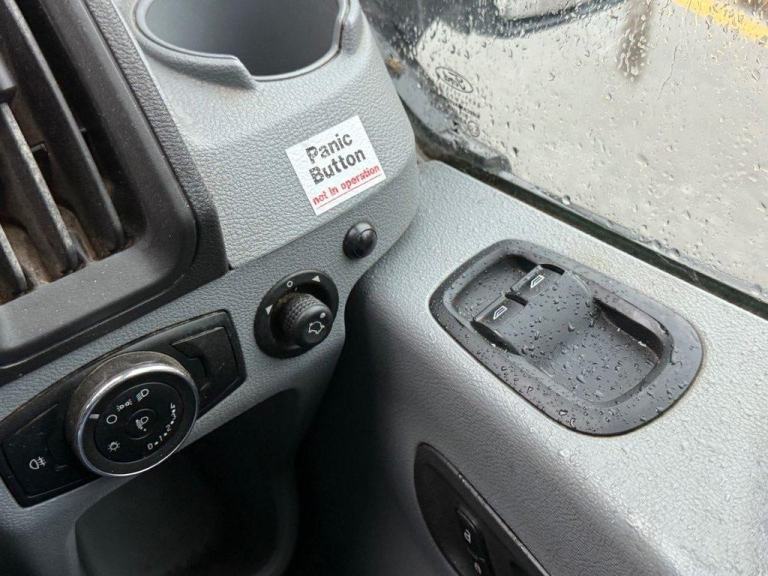 Panic
Button
not in operation